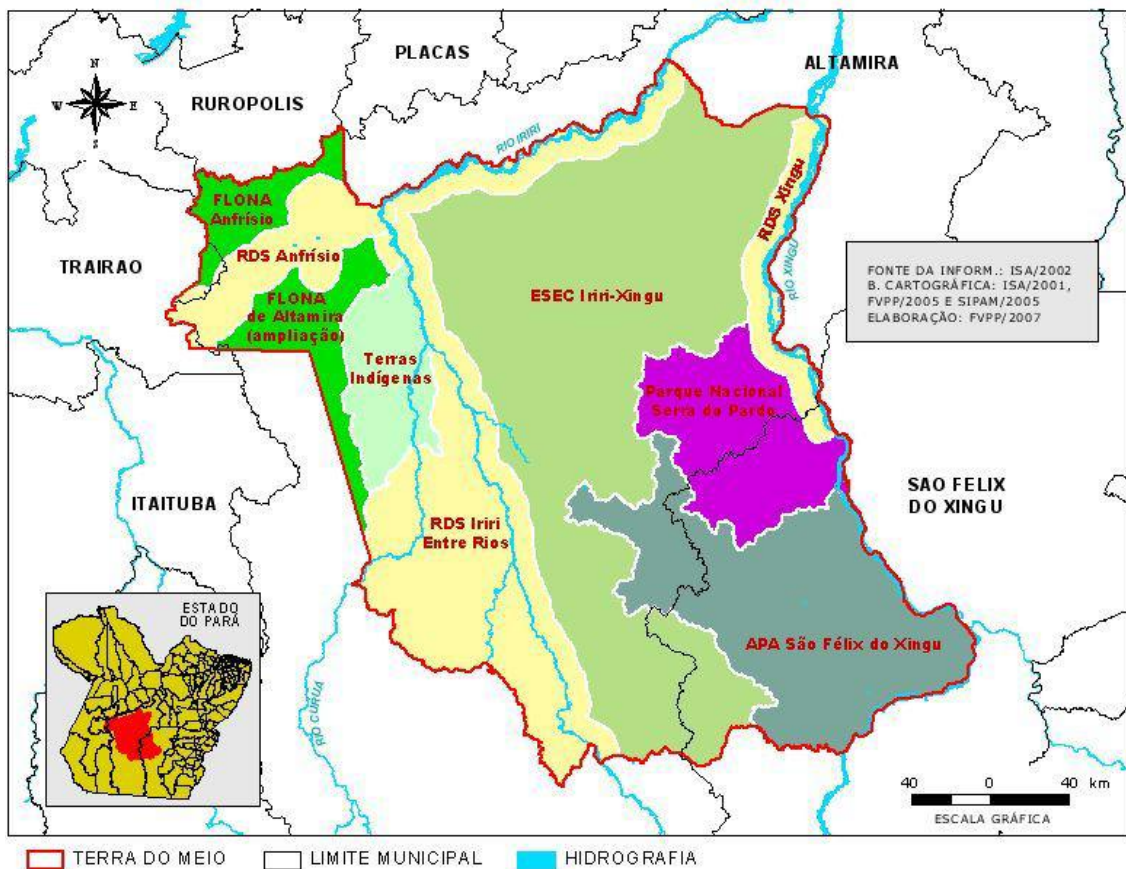 PLACAS
ALTAMIRA
N
W
E
S
RUROPOLIS
RIO IRIRI
FLONA
Anfrísio
RDS Xingu
TRAIRAO
RDS Anfrísio
RIO XINGU
FONTE DA INFORM.: ISA/2002
B. CARTOGRÁFICA: ISA/2001,
FVPP/2005 E SIPAM/2005
ELABORAÇÃO: FVPP/2007
FLONA
de Altamira
(ampliação)
ESEC Iriri-Xingu
Terras
Indígenas
Parque Nacional
Serra do Pardo
ITAITUBA
SAO FELIX
DO XINGU
RDS Iriri
Entre Rios
ESTADO
DO PARÁ
APA São Félix do Xingu
RIO CURUA
40 0 40 km
ESCALA GRÁFICA
TERRA DO MEIO LIMITE MUNICIPAL HIDROGRAFIA